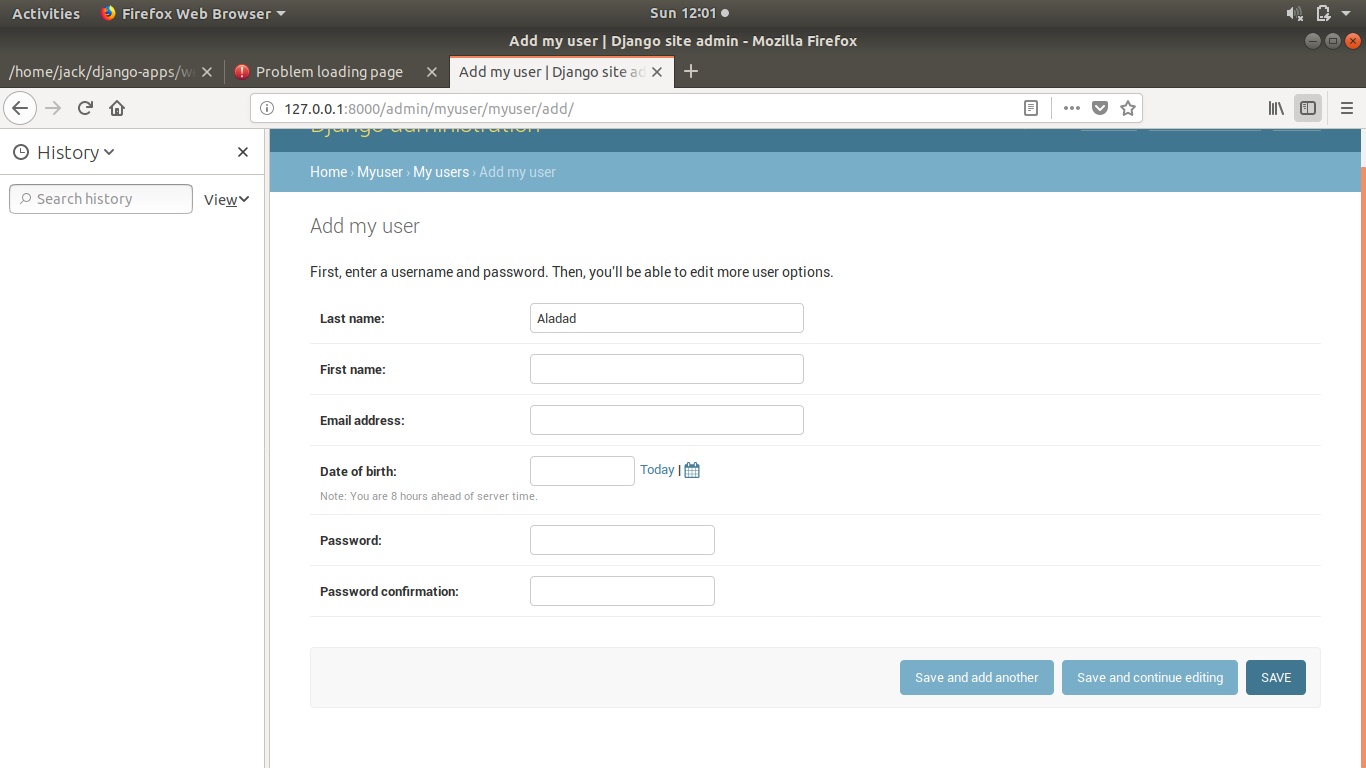 Activities Firefox Web Browser Sun 12:01
Add my user | Django site admin - Mozilla Firefox
/home/jack/django-apps/w Problem loading page Add my user | Django site ad
127.0.0.1:8000/admin/myuser/myuser/add/
History
Search history View
Django administration
Home › Myuser › My users › Add my user
Add my user
First, enter a username and password. Then, you'll be able to edit more user options.
Last name: Aladad
First name:
Email address:
Date of birth: Today |
Note: You are 8 hours ahead of server time.
Password:
Password confirmation:
Save and add another Save and continue editing SAVE